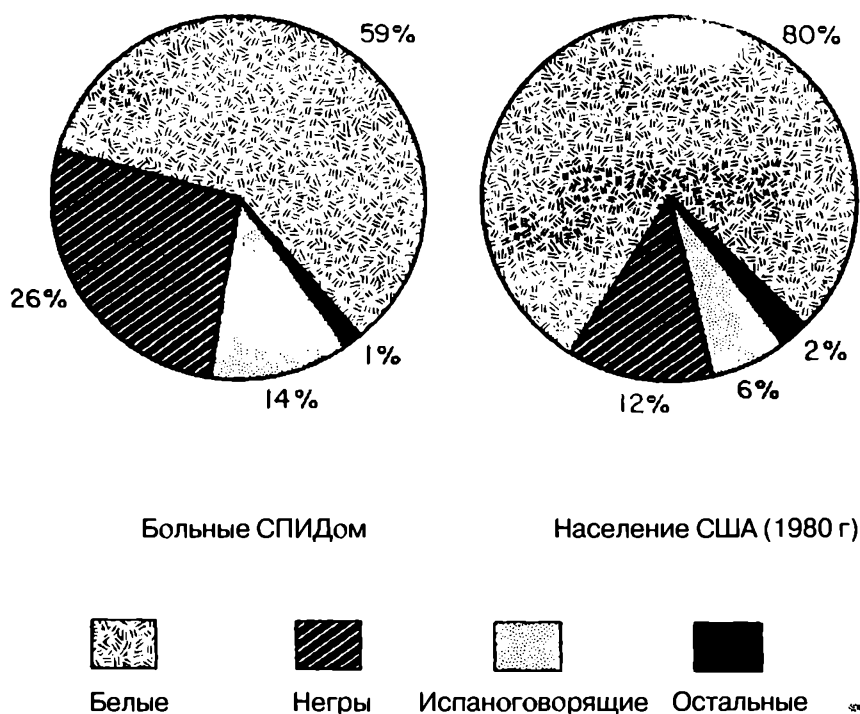 59%
80%
26%
1%
14%
2%
6%
12%
Больные СПИДом
Население США (1980 г)
Белые
Негры
Испаноговорящие
Остальные